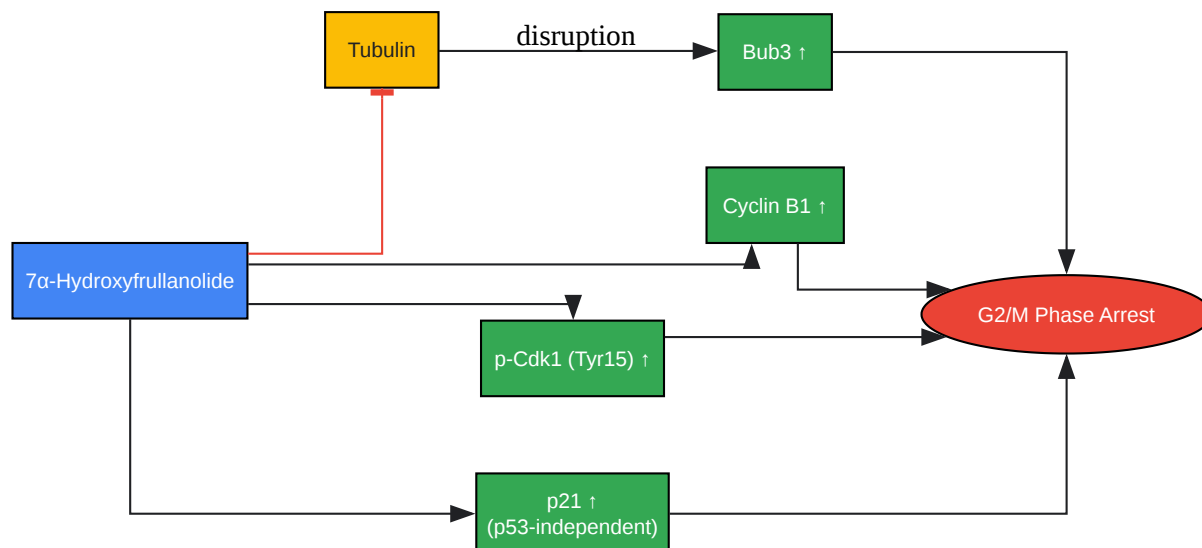 Tubulin
disruption
Bub3 ↑
Cyclin B1 ↑
7α-Hydroxyfrullanolide
G2/M Phase Arrest
p-Cdk1 (Tyr15) ↑
p21 ↑
(p53-independent)